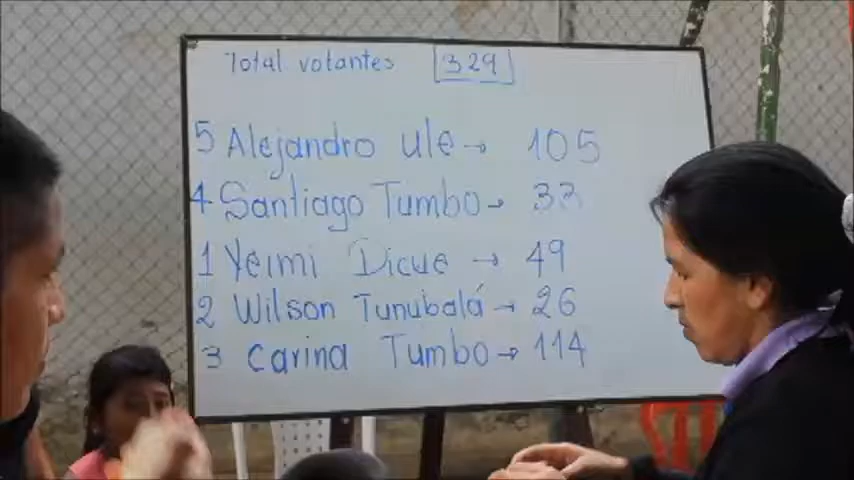 Total votantes 329
5 Alejandro Ule → 105
4 Santiago Tumbo → 33
1 Yeimi Dicue → 49
2 Wilson Tunubalá → 26
3 Carina Tumbo → 114